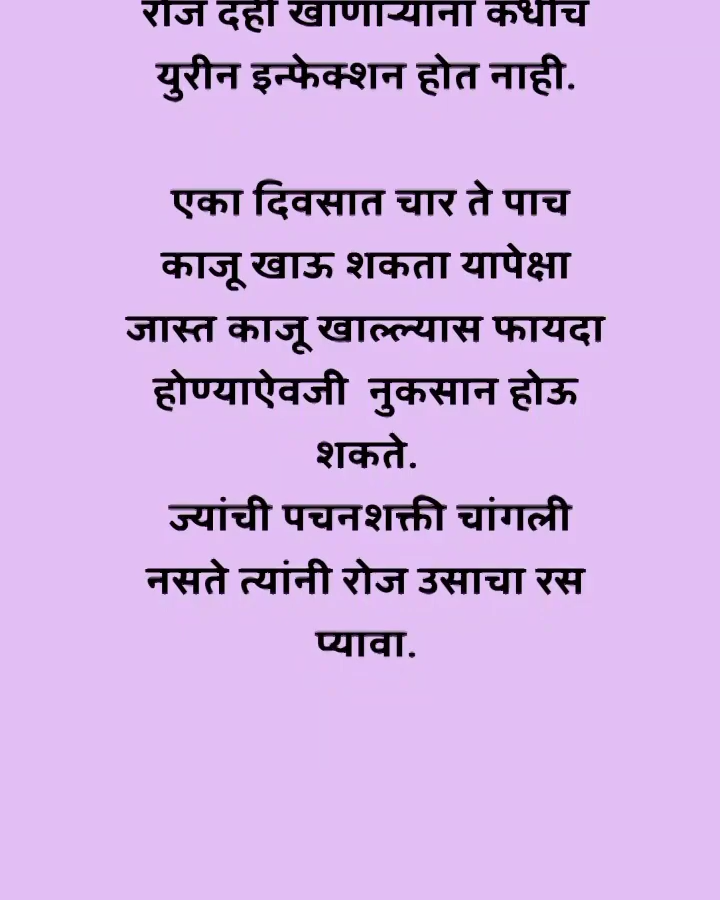 रोज दही खाणाऱ्यांना कधीच
युरीन इन्फेक्शन होत नाही.
एका दिवसात चार ते पाच
काजू खाऊ शकता यापेक्षा
जास्त काजू खाल्ल्यास फायदा
होण्याऐवजी नुकसान होऊ
शकते.
ज्यांची पचनशक्ती चांगली
नसते त्यांनी रोज उसाचा रस
प्यावा.